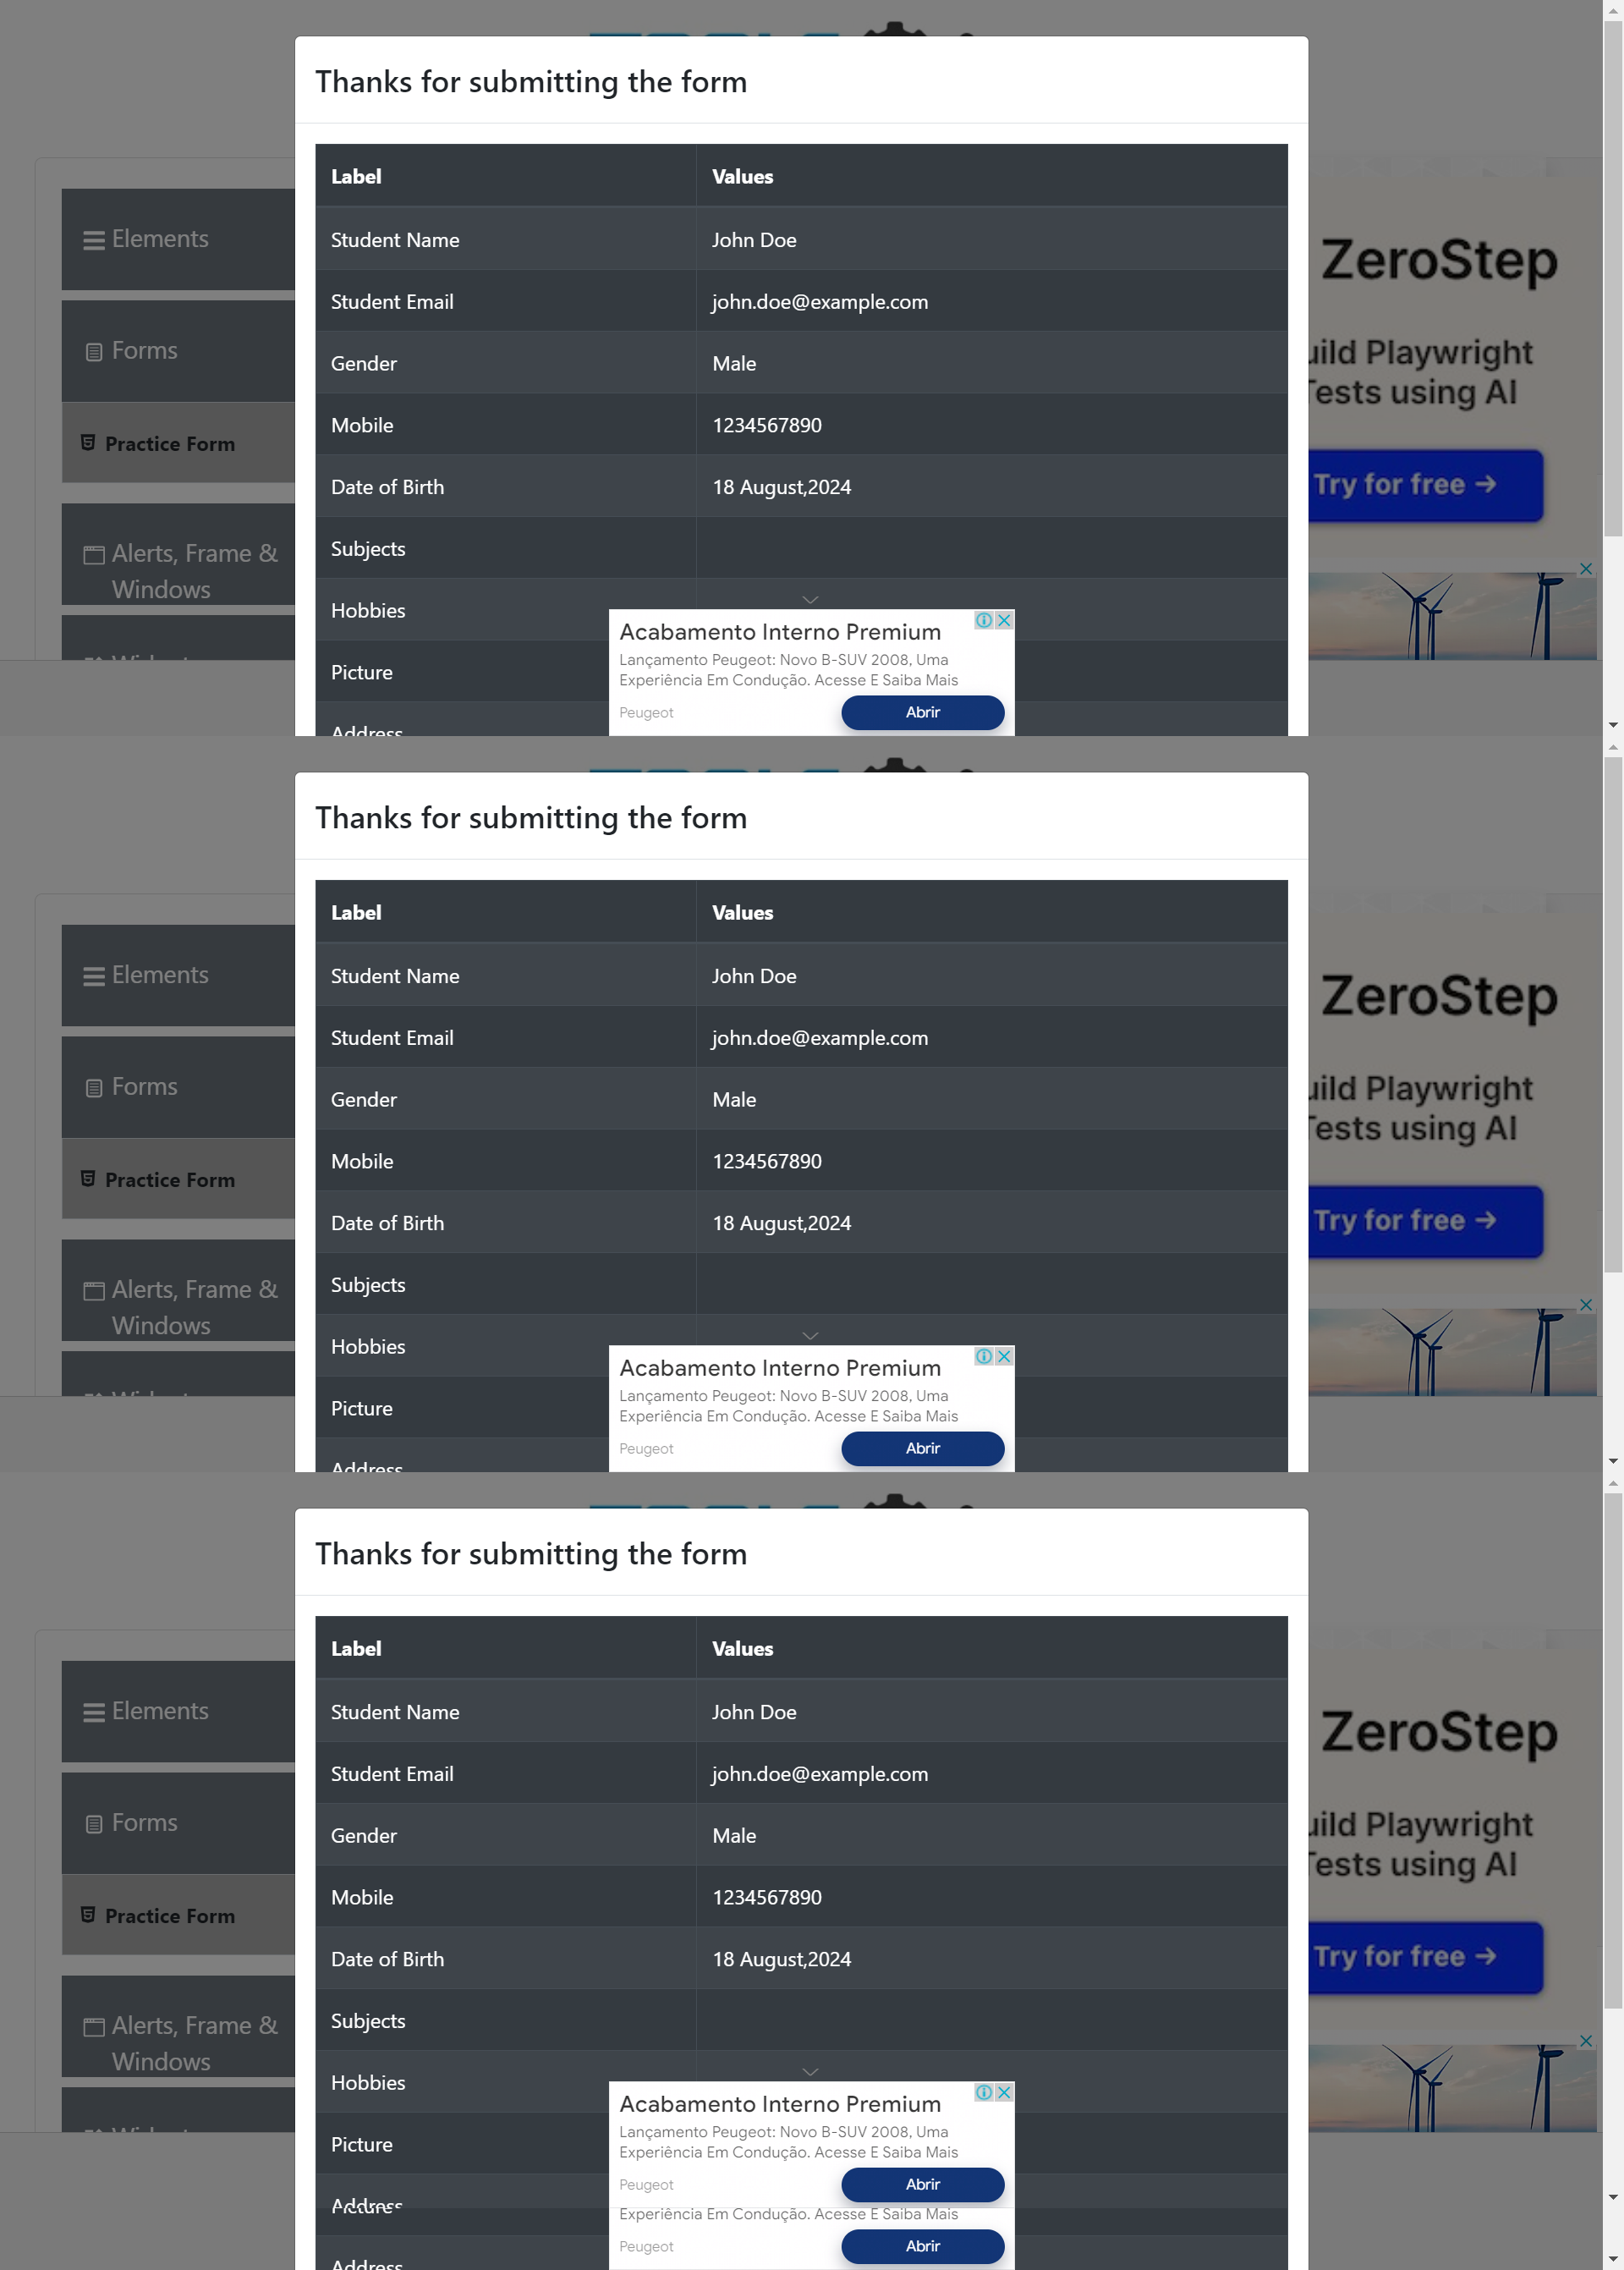 Thanks for submitting the form
Label Values
Elements
Student Name John Doe
ZeroStep
Student Email john.doe@example.com
Forms
Gender Male
uild Playwright
Tests using AI
Mobile 1234567890
Practice Form
Date of Birth 18 August,2024
Try for free →
Subjects
Alerts, Frame &
Windows
Hobbies
Acabamento Interno Premium
Lançamento Peugeot: Novo B-SUV 2008, Uma
Experiência Em Condução. Acesse E Saiba Mais
Picture
Peugeot Abrir
Address
Thanks for submitting the form
Label Values
Elements
Student Name John Doe
ZeroStep
Student Email john.doe@example.com
Forms
Gender Male
uild Playwright
Tests using AI
Mobile 1234567890
Practice Form
Date of Birth 18 August,2024
Try for free →
Subjects
Alerts, Frame &
Windows
Hobbies
Acabamento Interno Premium
Lançamento Peugeot: Novo B-SUV 2008, Uma
Experiência Em Condução. Acesse E Saiba Mais
Picture
Peugeot Abrir
Address
Thanks for submitting the form
Label Values
Elements
Student Name John Doe
ZeroStep
Student Email john.doe@example.com
Forms
Gender Male
uild Playwright
Tests using AI
Mobile 1234567890
Practice Form
Date of Birth 18 August,2024
Try for free →
Subjects
Alerts, Frame &
Windows
Hobbies
Acabamento Interno Premium
Lançamento Peugeot: Novo B-SUV 2008, Uma
Experiência Em Condução. Acesse E Saiba Mais
Picture
Peugeot Abrir
Address
Experiência Em Condução. Acesse E Saiba Mais
Peugeot Abrir
Address